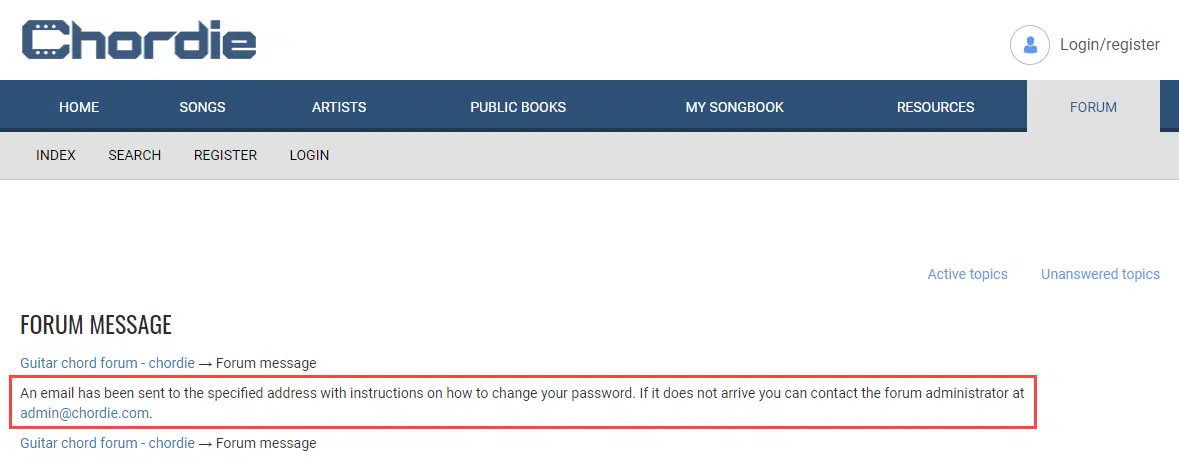 Chordie
Login/register
HOME SONGS ARTISTS PUBLIC BOOKS MY SONGBOOK RESOURCES FORUM
INDEX SEARCH REGISTER LOGIN
Active topics Unanswered topics
FORUM MESSAGE
Guitar chord forum - chordie → Forum message
An email has been sent to the specified address with instructions on how to change your password. If it does not arrive you can contact the forum administrator at
admin@chordie.com.
Guitar chord forum - chordie → Forum message